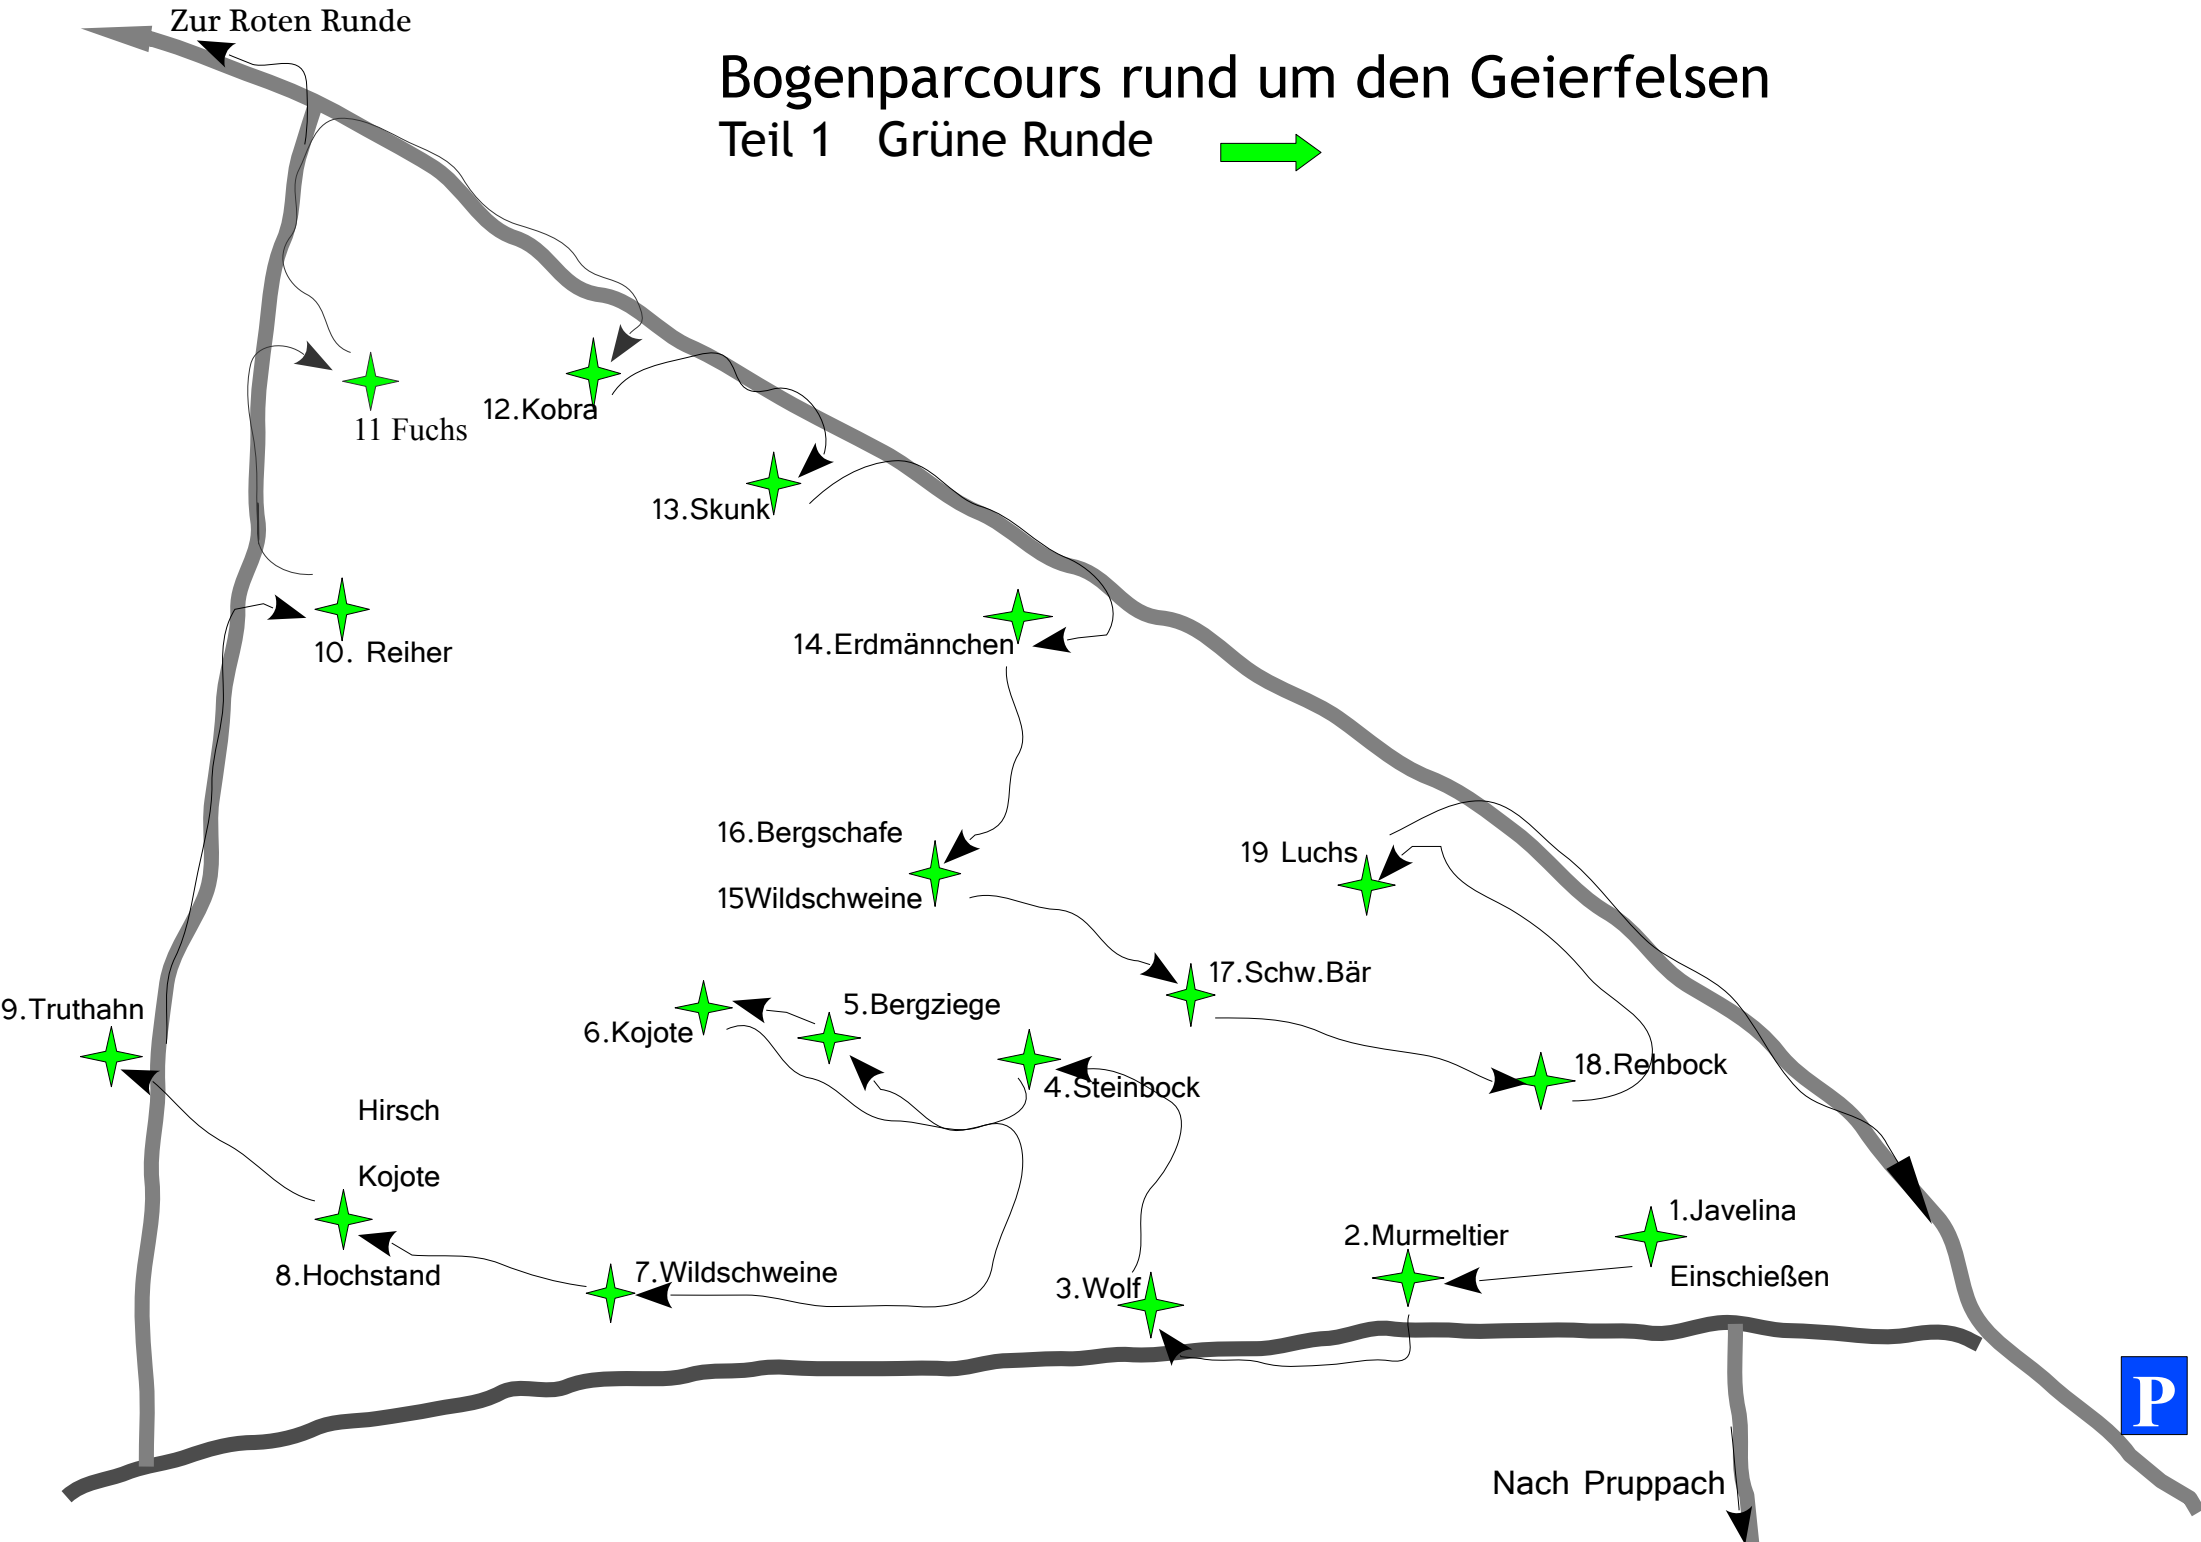 Zur Roten Runde
Bogenparcours rund um den Geierfelsen
Teil 1 Grüne Runde
12.Kobra
11 Fuchs
13.Skunk
14.Erdmännchen
10. Reiher
16.Bergschafe
19 Luchs
15Wildschweine
17.Schw.Bär
9.Truthahn
5.Bergziege
6.Kojote
18.Rehbock
4.Steinbock
Hirsch
Kojote
1.Javelina
2.Murmeltier
8.Hochstand
7.Wildschweine
Einschießen
3.Wolf
P
Nach Pruppach